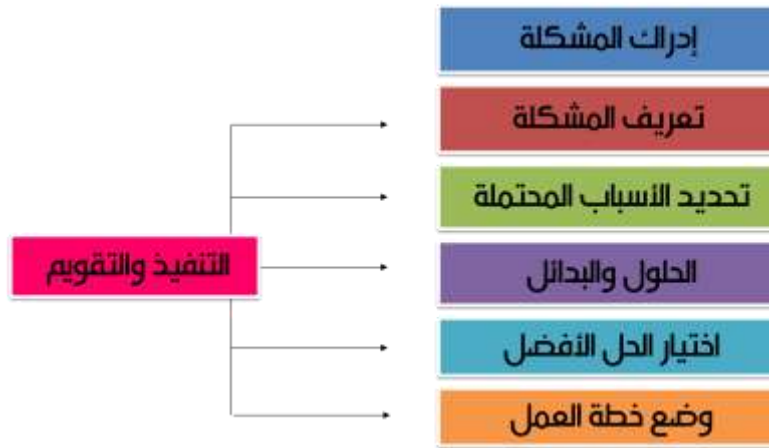 إدراك المشكلة
تعريف المشكلة
تحديد الأسباب المحتملة
الحلول والبدائل
التنفيذ والتقويم
اختيار الحل الأفضل
وضع خطة العمل